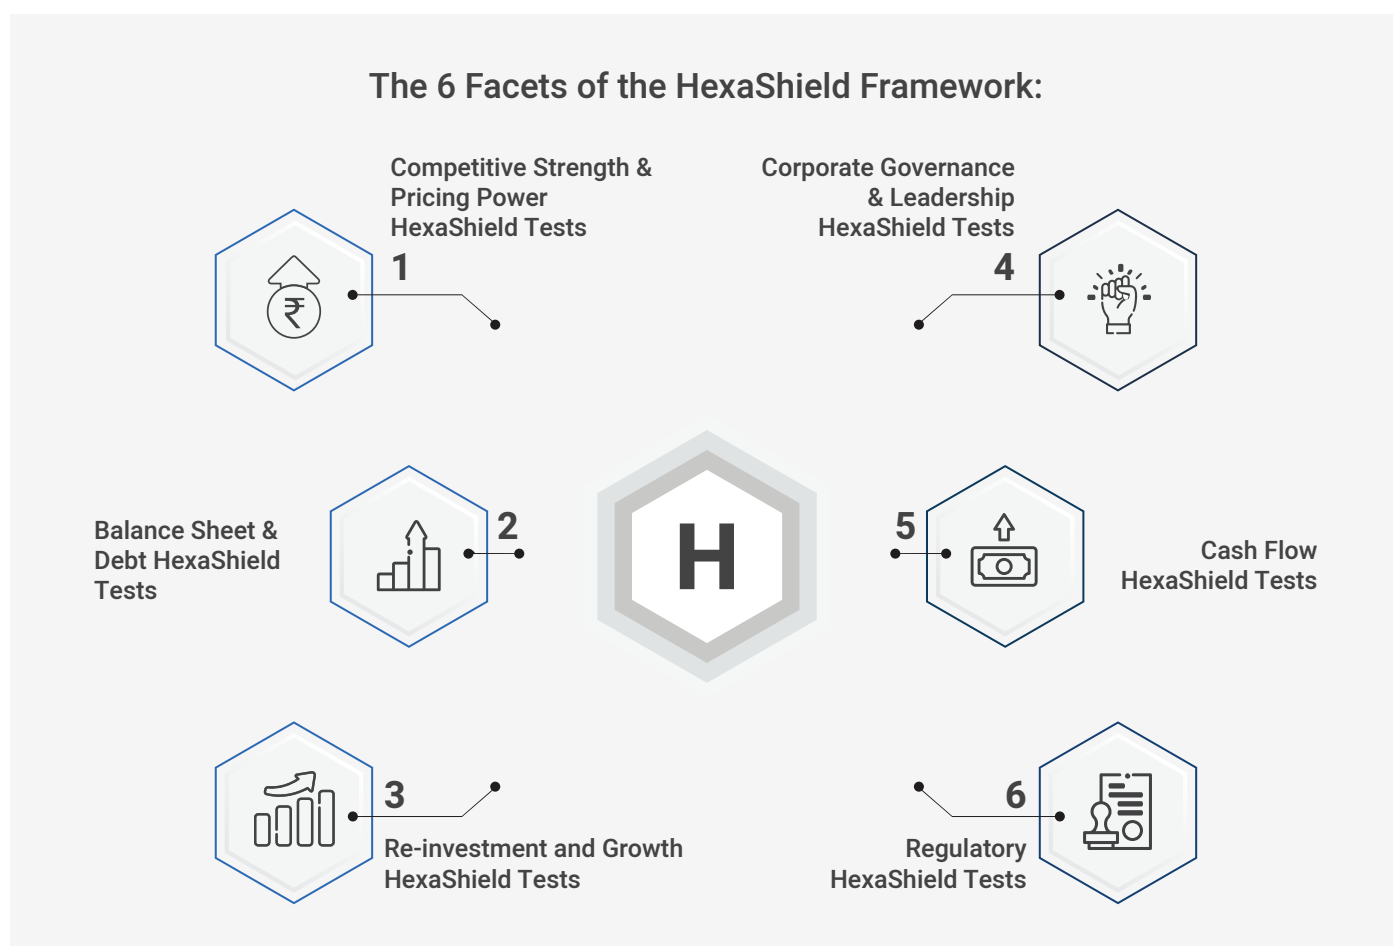 The 6 Facets of the HexaShield Framework:
Competitive Strength &
Pricing Power
HexaShield Tests
1
₹
Balance Sheet &
Debt HexaShield
Tests
2
3
Re-investment and Growth
HexaShield Tests
H
Corporate Governance
& Leadership
HexaShield Tests
4
5
Cash Flow
HexaShield Tests
6
Regulatory
HexaShield Tests